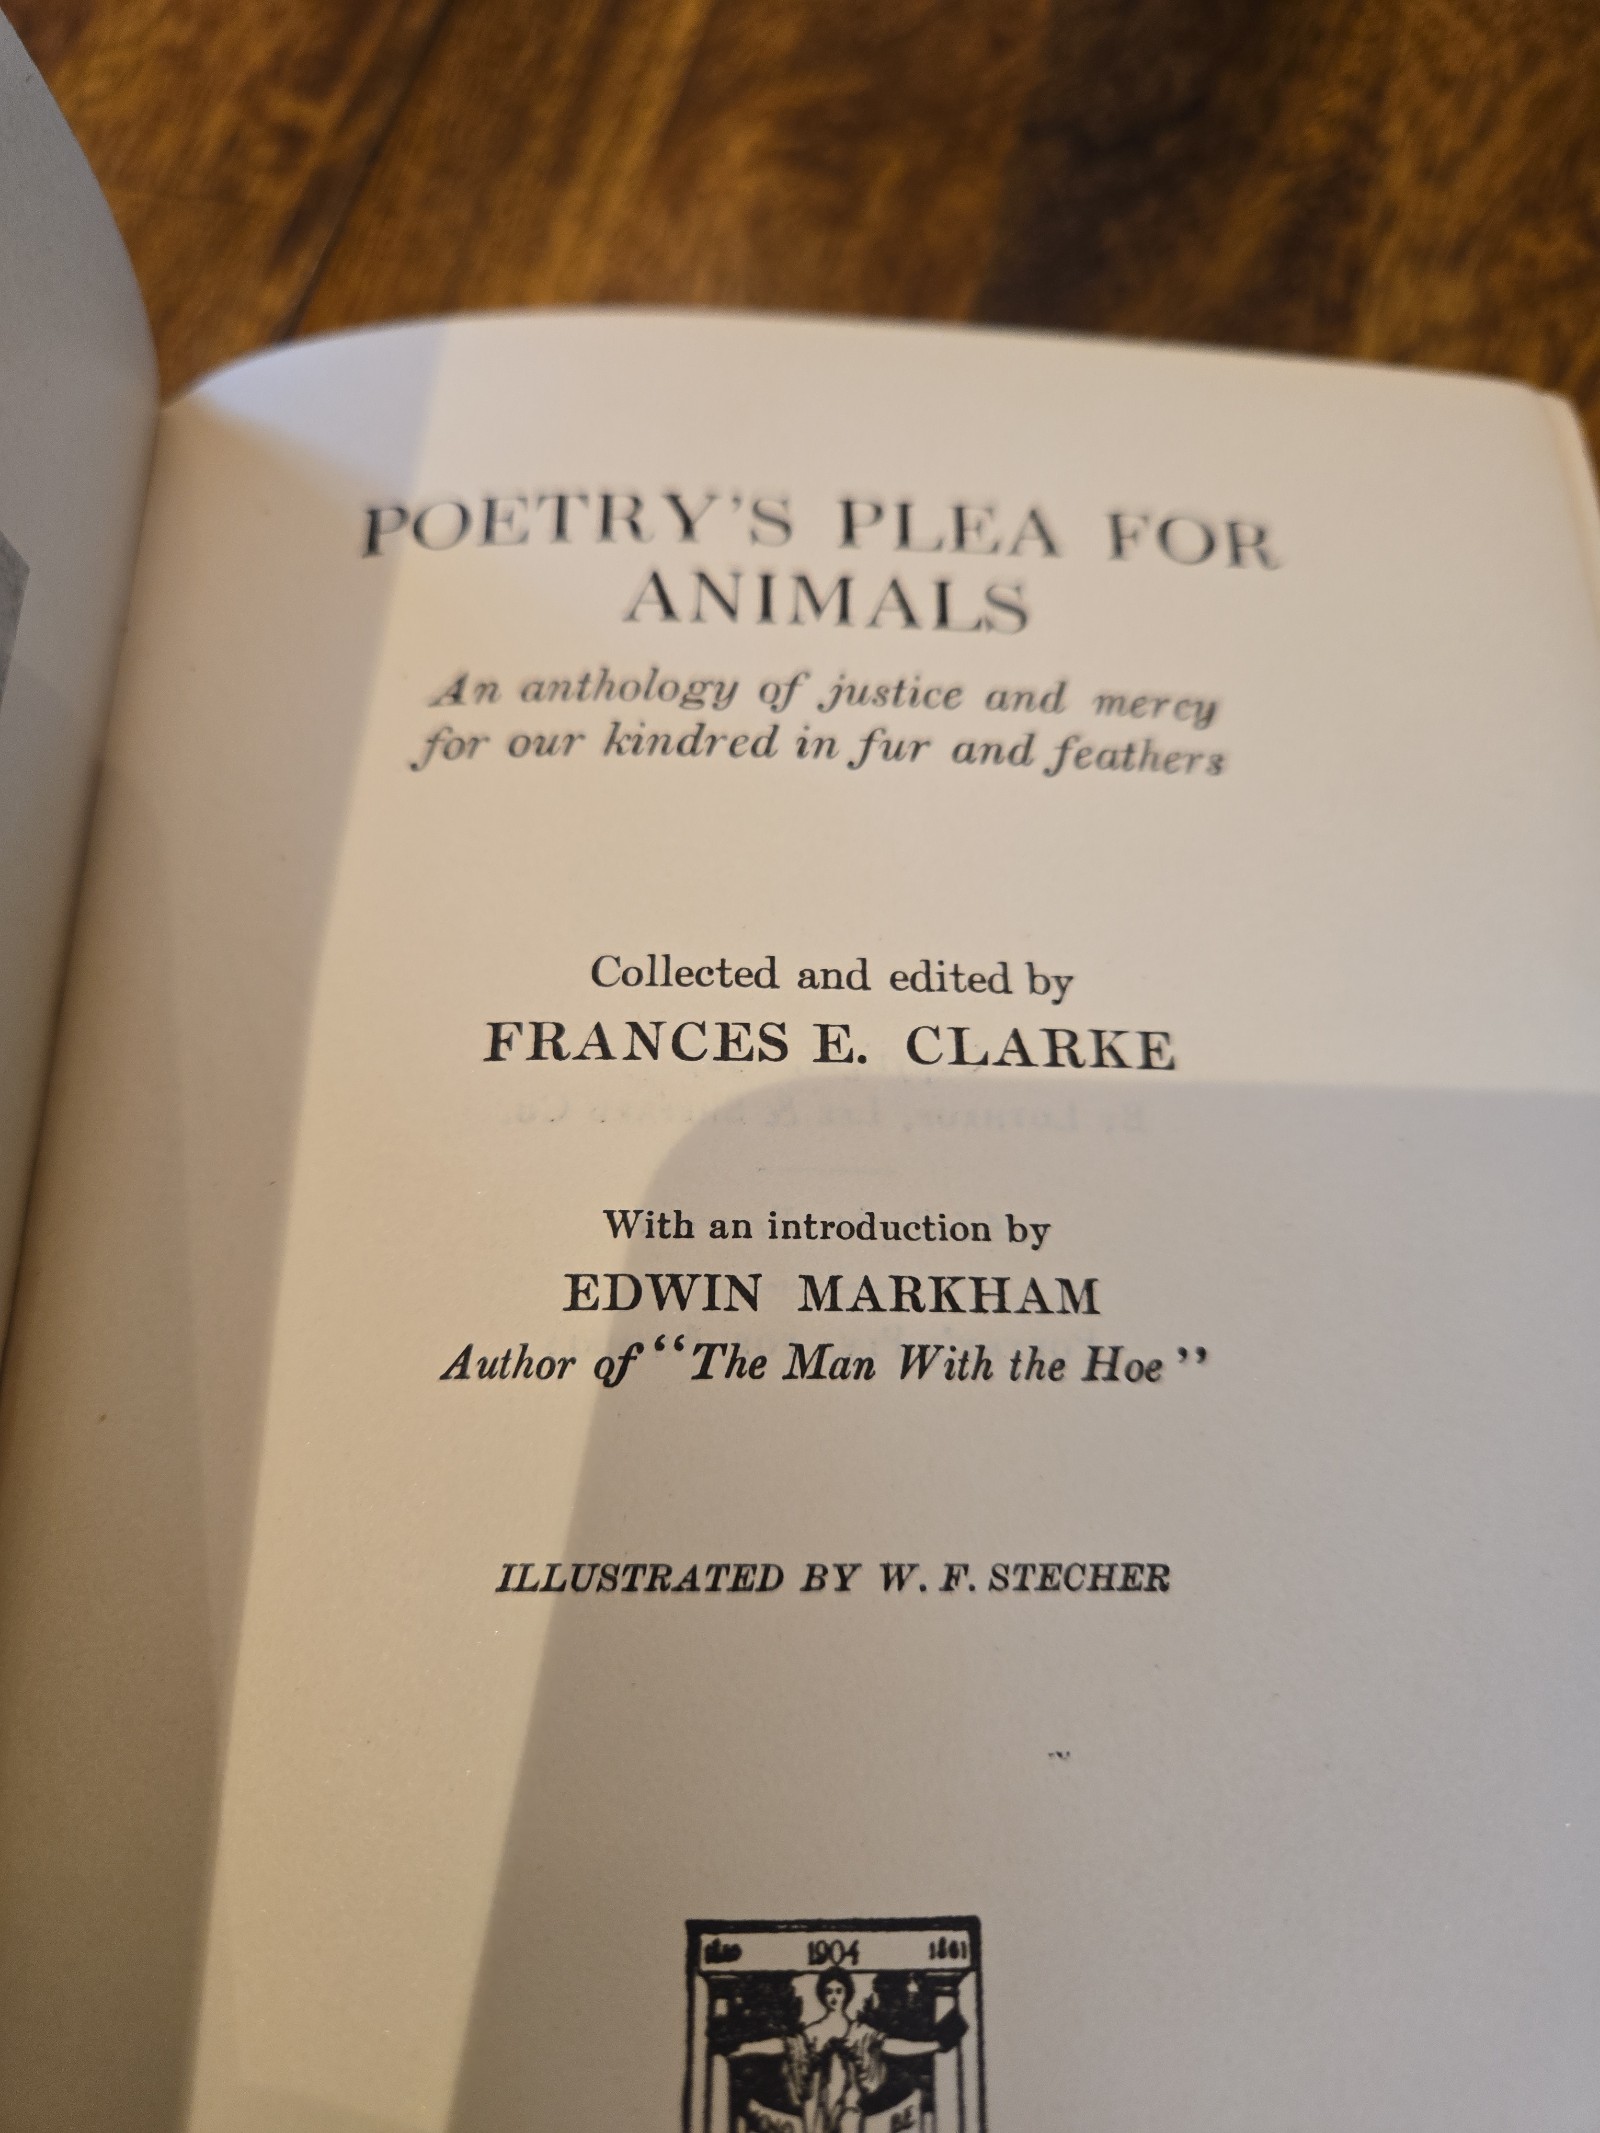 POETRY'S PLEA FOR
ANIMALS
An anthology of justice and mercy
for our kindred in fur and feathers
Collected and edited by
FRANCES E. CLARKE
With an introduction by
EDWIN MARKHAM
Author of “The Man With the Hoe”
ILLUSTRATED BY W. F. STECHER
1904 1861
BE